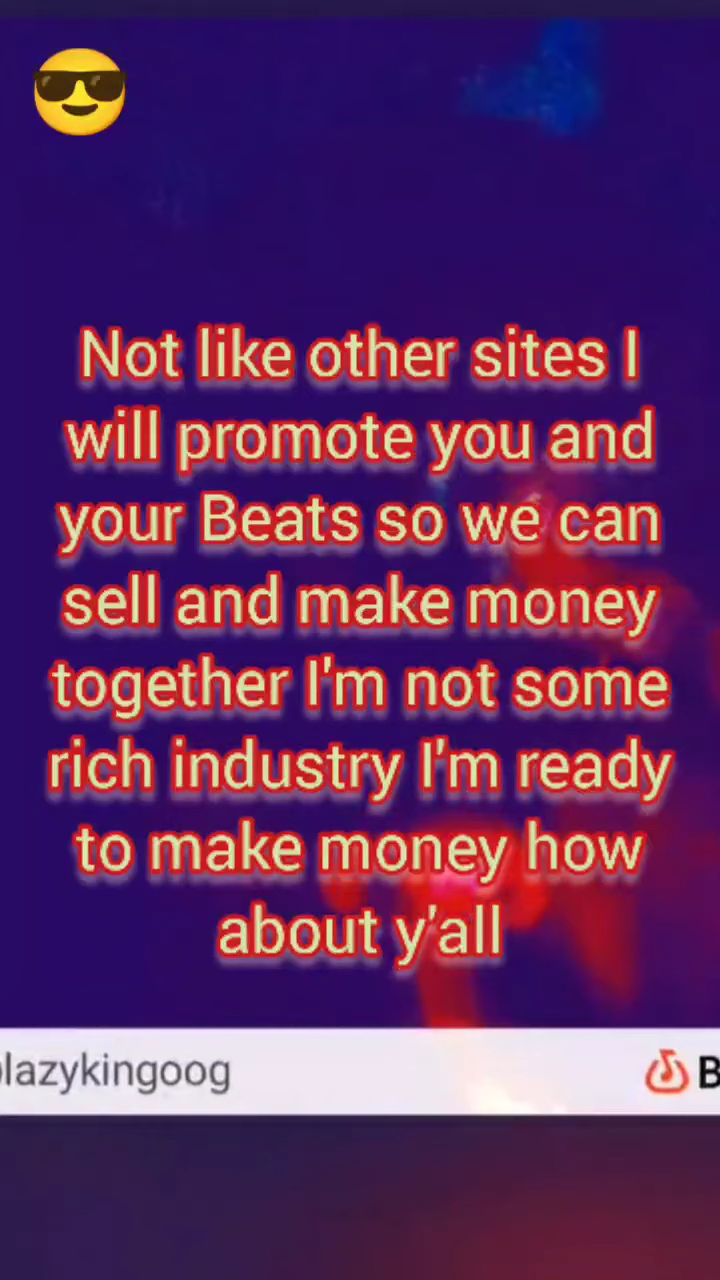 Not like other sites I
will promote you and
your Beats so we can
sell and make money
together I'm not some
rich industry I'm ready
to make money how
about y'all
lazykingoog
B